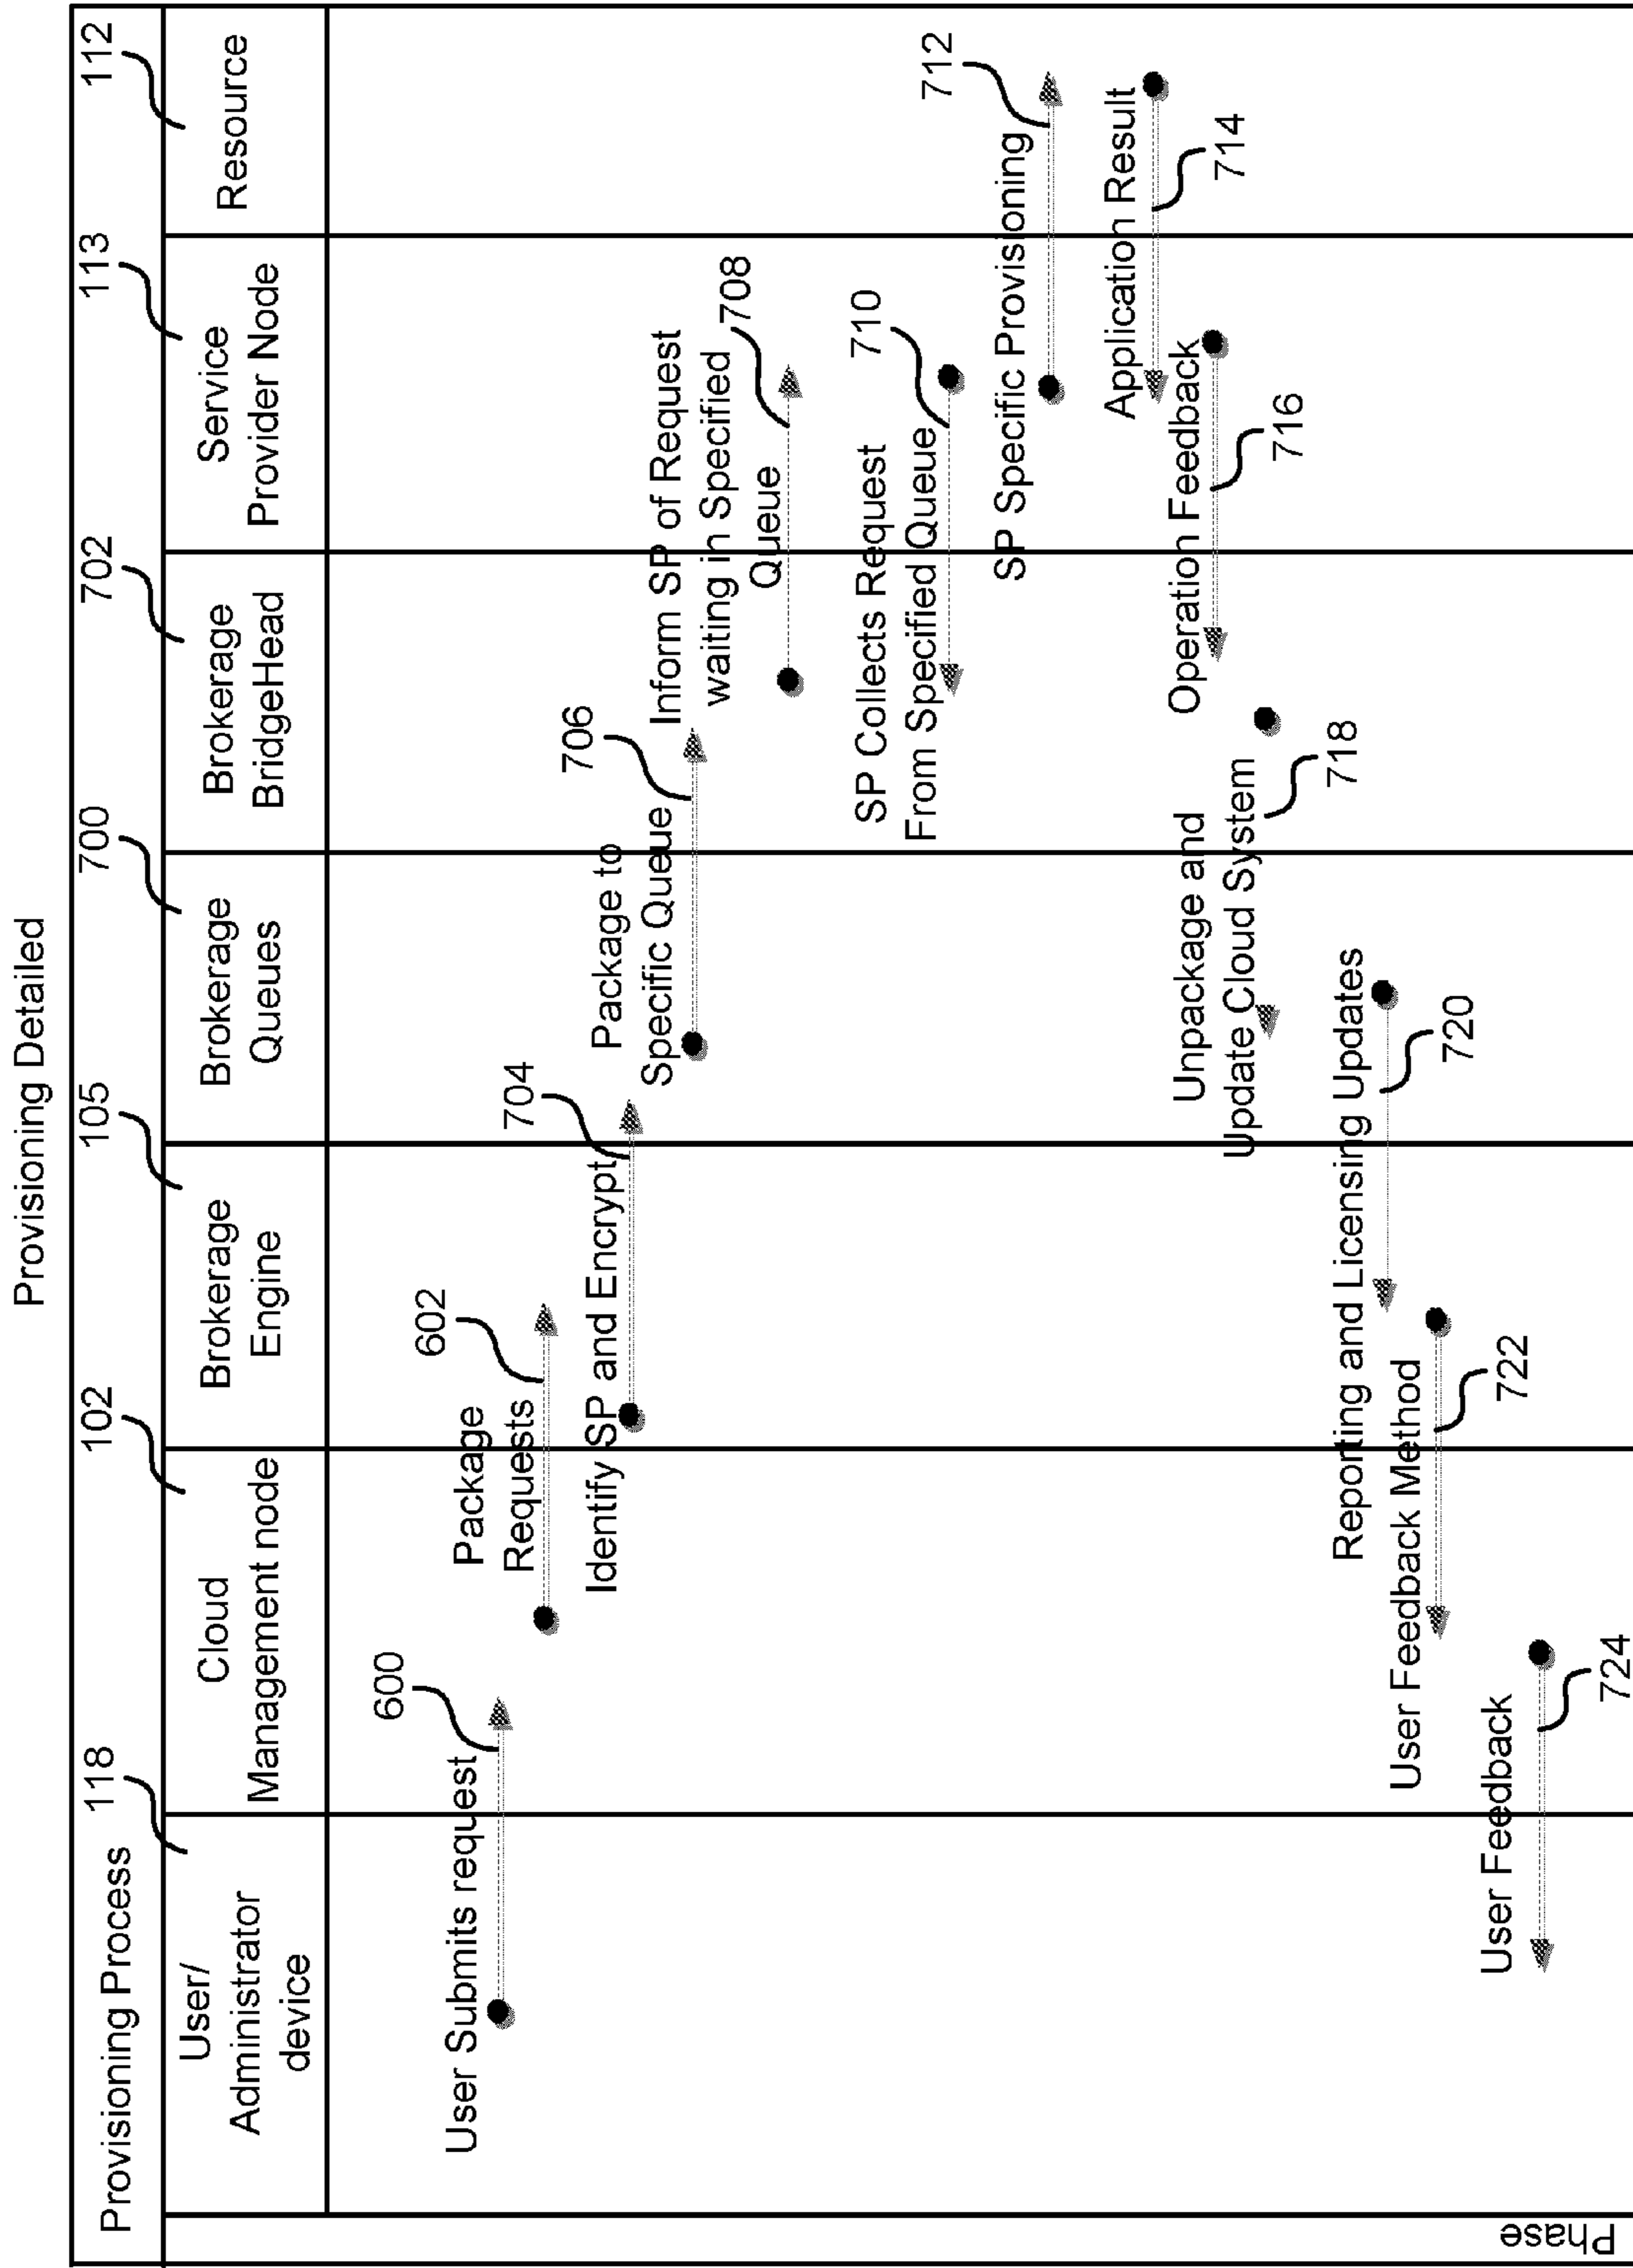 Provisioning Detailed
Provisioning Process
118
102
105
700
702
113
112
User/
Administrator
device
Cloud
Management node
Brokerage
Engine
Brokerage
Queues
Brokerage
BridgeHead
Service
Provider Node
Resource
User Submits request
600
Package
Requests
602
Identify SP and Encrypt
704
Package to
Specific Queue
706
Inform SP of Request
waiting in Specified
Queue
708
SP Collects Request
From Specified Queue
710
SP Specific Provisioning
712
Application Result
714
Operation Feedback
716
Unpackage and
Update Cloud System
718
Reporting and Licensing Updates
720
User Feedback Method
722
User Feedback
724
Phase